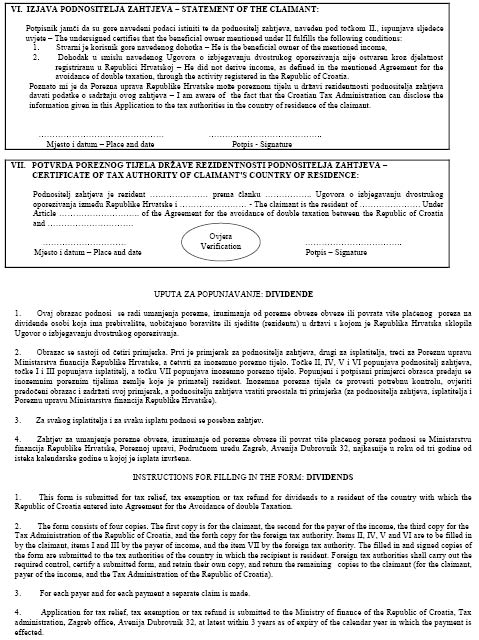 VI. IZJAVA PODNOSITELJA ZAHTJEVA – STATEMENT OF THE CLAIMANT:
Potpisnik jamči da su gore navedeni podaci istiniti te da podnositelj zahtjeva, naveden pod točkom II., ispunjava sljedeće
uvjete – The undersigned certifies that the beneficial owner mentioned under II fulfills the following conditions:
1. Stvarni je korisnik gore navedenog dohotka – He is the beneficial owner of the mentioned income,
2. Dohodak u smislu navedenog Ugovora o izbjegavanju dvostrukog oporezivanja nije ostvaren kroz djelatnost
registriranu u Republici Hrvatskoj – He did not derive income, as defined in the mentioned Agreement for the
avoidance of double taxation, through the activity registered in the Republic of Croatia.
Poznato mi je da Porezna uprava Republike Hrvatske može poreznim tijelu u državi rezidentnosti podnositelja zahtjeva
davati podatke o sadržaju ovog zahtjeva – I am aware of the fact that the Croatian Tax Administration can disclose the
information given in this Application to the tax authorities in the country of residence of the claimant.
…………………………………… ……………………………….
Mjesto i datum – Place and date Potpis - Signature
VII. POTVRDA POREZNOG TIJELA DRŽAVE REZIDENTNOSTI PODNOSITELJA ZAHTJEVA –
CERTIFICATE OF TAX AUTHORITY OF CLAIMANT'S COUNTRY OF RESIDENCE:
Podnositelj zahtjeva je rezident ………………… prema članku …………….. Ugovora o izbjegavanju dvostrukog
oporezivanja između Republike Hrvatske i …………………… - The claimant is the resident of …………………. Under
Article …………………….. of the Agreement for the avoidance of double taxation between the Republic of Croatia
and …………………………
Ovjera
Verification
……………………… ………………………….
Mjesto i datum – Place and date Potpis – Signature
UPUTA ZA POPUNJAVANJE: DIVIDENDE
1. Ovaj obrazac podnosi se radi umanjenja porezne, izuzimanja od porezne obveze obveze ili povrata više plaćenog poreza na
dividende osobi koja ima prebivalište, uobičajeno boravište ili sjedište (rezidentu) u državi s kojom je Republika Hrvatska sklopila
Ugovor o izbjegavanju dvostrukog oporezivanja.
2. Obrazac se sastoji od četiri primjerka. Prvi je primjerak za podnositelja zahtjeva, drugi za isplatitelja, treći za Poreznu upravu
Ministarstva financija Republike Hrvatske, a četvrti za inozemno porezno tijelo. Točke II, IV, V i VI popunjava podnositelj zahtjeva,
točke I i III popunjava isplatitelj, a točku VII popunjava inozemno porezno tijelo. Popunjeni i potpisani primjerci obrasca predaju se
inozemnim poreznim tijelima zemlje koje je primatelj rezident. Inozemna porezna tijela će provesti potrebnu kontrolu, ovjeriti
predočeni obrazac i zadržati svoj primjerak, a podnositelju zahtjeva vratiti preostala tri primjerka (za podnositelja zahtjeva, isplatitelja i
Poreznu upravu Ministarstva financija Republike Hrvatske).
3. Za svakog isplatitelja i za svaku isplatu podnosi se poseban zahtjev.
4. Zahtjev za umanjenje porezne obveze, izuzimanje od porezne obveze ili povrat više plaćenog poreza podnosi se Ministarstvu
financija Republike Hrvatske, Poreznoj upravi, Područnom uredu Zagreb, Avenija Dubrovnik 32, najkasnije u roku od tri godine od
isteka kalendarske godine u kojoj je isplata izvršena.
INSTRUCTIONS FOR FILLING IN THE FORM: DIVIDENDS
1. This form is submitted for tax relief, tax exemption or tax refund for dividends to a resident of the country with which the
Republic of Croatia entered into Agreement for the Avoidance of double Taxation.
2. The form consists of four copies. The first copy is for the claimant, the second for the payer of the income, the third copy for the
Tax Administration of the Republic of Croatia, and the forth copy for the foreign tax authority. Items II, IV, V and VI are to be filled in
by the claimant, items I and III by the payer of income, and the item VII by the foreign tax authority. The filled in and signed copies of
the form are submitted to the tax authorities of the country in which the recipient is resident. Foreign tax authorities shall carry out the
required control, certify a submitted form, and retain their own copy, and return the remaining copies to the claimant (for the claimant,
payer of the income, and the Tax Administration of the Republic of Croatia).
3. For each payer and for each payment a separate claim is made.
4. Application for tax relief, tax exemption or tax refund is submitted to the Ministry of finance of the Republic of Croatia, Tax
administration, Zagreb office, Avenija Dubrovnik 32, at latest within 3 years as of expiry of the calendar year in which the payment is
effected.